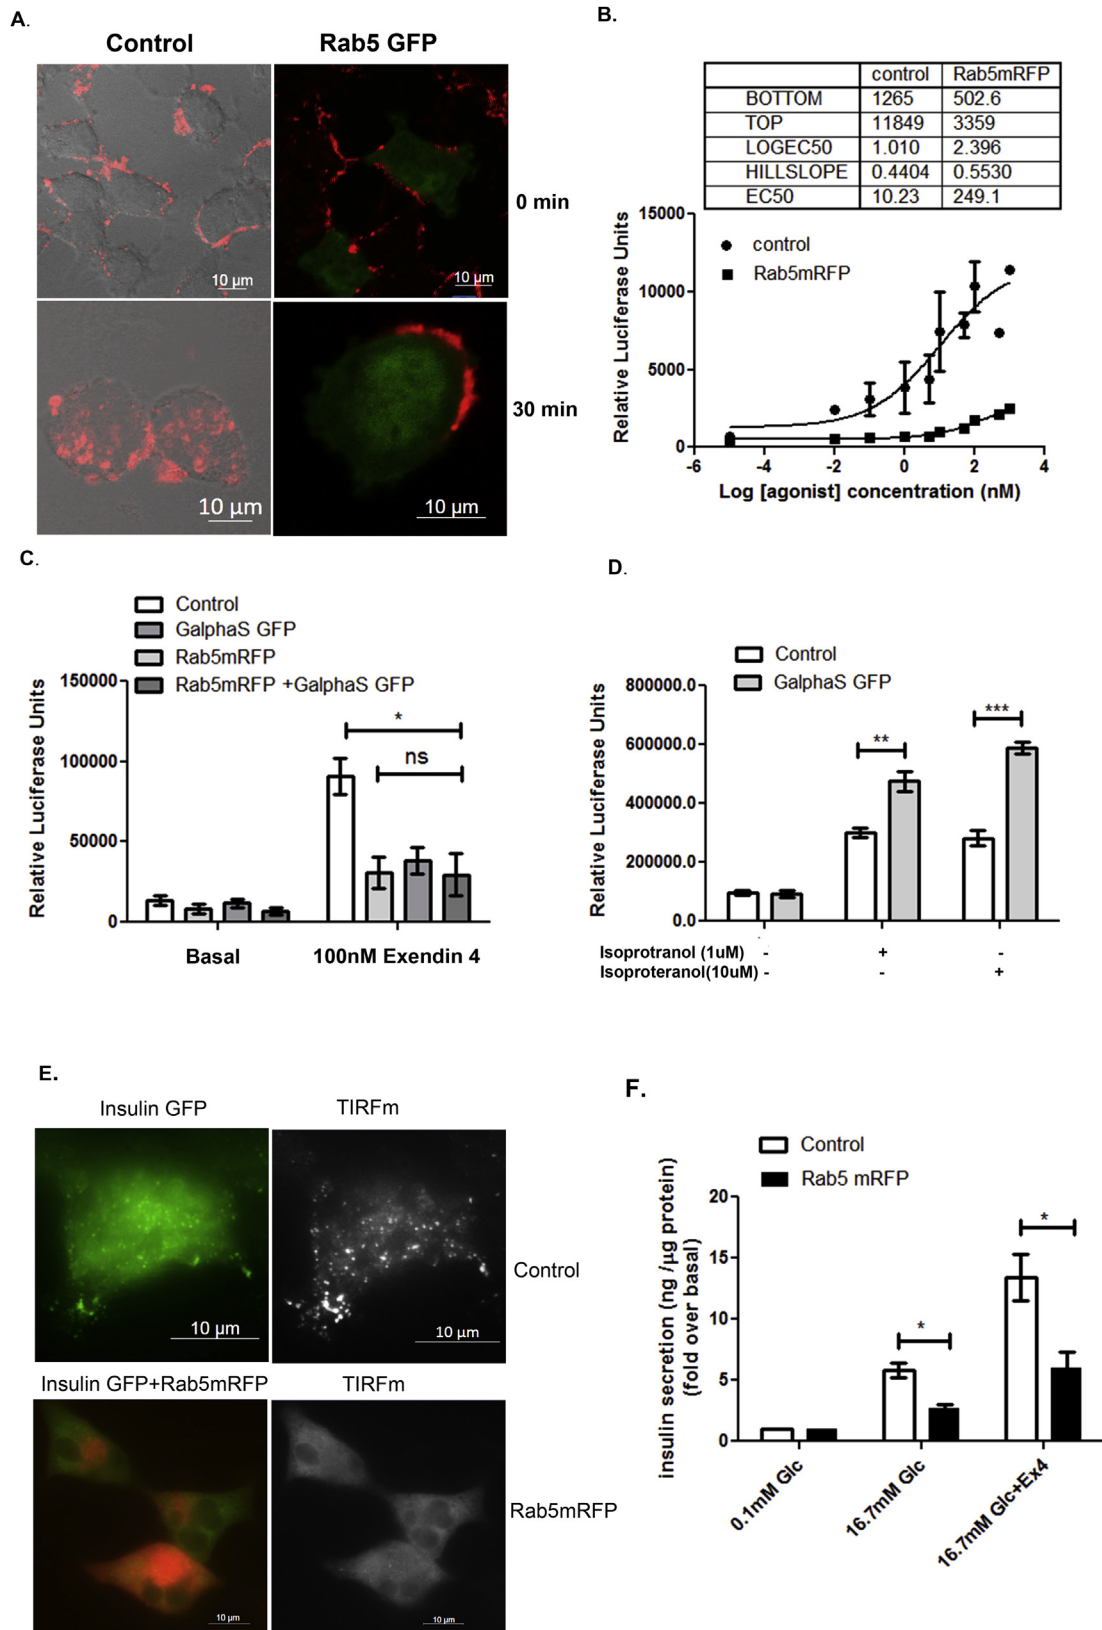 A.
Control Rab5 GFP
10 µm
10 µm
0 min
10 µm
10 µm
30 min
B.
control Rab5mRFP
BOTTOM 1265 502.6
TOP 11849 3359
LOGEC50 1.010 2.396
HILLSLOPE 0.4404 0.5530
EC50 10.23 249.1
15000
10000
5000
0
Relative Luciferase Units
control
Rab5mRFP
-6 -4 -2 0 2 4
Log [agonist] concentration (nM)
C.
Control
GalphaS GFP
Rab5mRFP
Rab5mRFP +GalphaS GFP
150000
100000
50000
0
Relative Luciferase Units
*
ns
Basal 100nM Exendin 4
D.
Control
GalphaS GFP
800000.0
600000.0
400000.0
200000.0
0.0
Relative Luciferase Units
** ***
Isoprotranol (1uM) - + -
Isoproteranol(10uM) - - +
E.
Insulin GFP TIRFm
10 µm 10 µm
Control
Insulin GFP+Rab5mRFP TIRFm
10 µm 10 µm
Rab5mRFP
F.
Control
Rab5 mRFP
20
15
10
5
0
insulin secretion (ng /µg protein)
(fold over basal)
* *
0.1mM Glc 16.7mM Glc 16.7mM Glc+Ex4